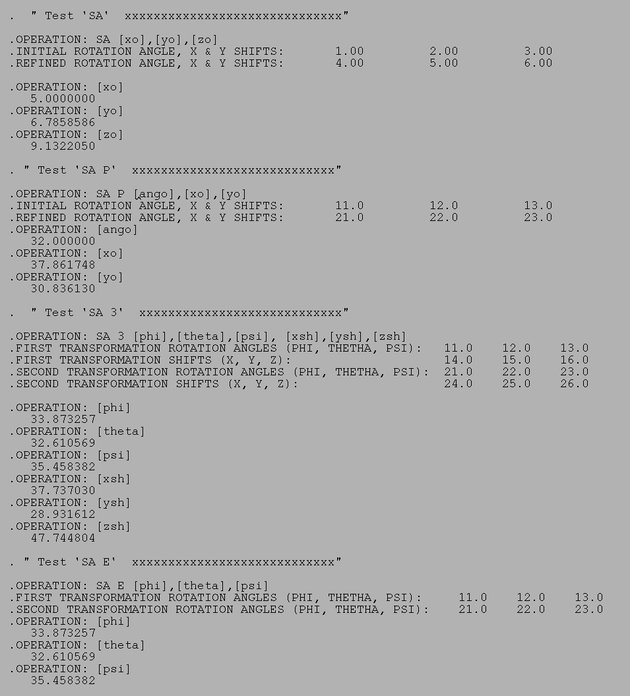 . " Test 'SA' xxxxxxxxxxxxxxxxxxxxxxxxxxxxxx"
.OPERATION: SA [xo],[yo],[zo]
.INITIAL ROTATION ANGLE, X & Y SHIFTS: 1.00 2.00 3.00
.REFINED ROTATION ANGLE, X & Y SHIFTS: 4.00 5.00 6.00
.OPERATION: [xo]
5.0000000
.OPERATION: [yo]
6.7858586
.OPERATION: [zo]
9.1322050
. " Test 'SA P' xxxxxxxxxxxxxxxxxxxxxxxxxxxx"
.OPERATION: SA P [ango],[xo],[yo]
.INITIAL ROTATION ANGLE, X & Y SHIFTS: 11.0 12.0 13.0
.REFINED ROTATION ANGLE, X & Y SHIFTS: 21.0 22.0 23.0
.OPERATION: [ango]
32.000000
.OPERATION: [xo]
37.861748
.OPERATION: [yo]
30.836130
. " Test 'SA 3' xxxxxxxxxxxxxxxxxxxxxxxxxxxx"
.OPERATION: SA 3 [phi],[theta],[psi], [xsh],[ysh],[zsh]
.FIRST TRANSFORMATION ROTATION ANGLES (PHI, THETHA, PSI): 11.0 12.0 13.0
.FIRST TRANSFORMATION SHIFTS (X, Y, Z): 14.0 15.0 16.0
.SECOND TRANSFORMATION ROTATION ANGLES (PHI, THETHA, PSI): 21.0 22.0 23.0
.SECOND TRANSFORMATION SHIFTS (X, Y, Z): 24.0 25.0 26.0
.OPERATION: [phi]
33.873257
.OPERATION: [theta]
32.610569
.OPERATION: [psi]
35.458382
.OPERATION: [xsh]
37.737030
.OPERATION: [ysh]
28.931612
.OPERATION: [zsh]
47.744804
. " Test 'SA E' xxxxxxxxxxxxxxxxxxxxxxxxxxxx"
.OPERATION: SA E [phi],[theta],[psi]
.FIRST TRANSFORMATION ROTATION ANGLES (PHI, THETHA, PSI): 11.0 12.0 13.0
.SECOND TRANSFORMATION ROTATION ANGLES (PHI, THETHA, PSI): 21.0 22.0 23.0
.OPERATION: [phi]
33.873257
.OPERATION: [theta]
32.610569
.OPERATION: [psi]
35.458382